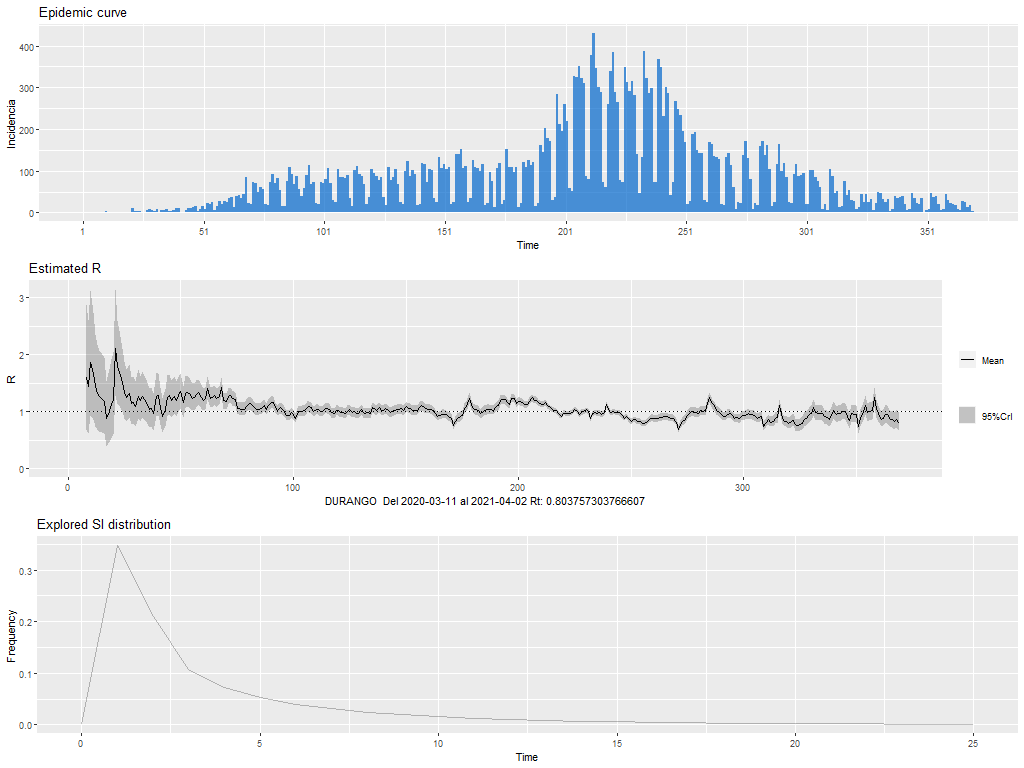 Epidemic curve
Incidencia
400
300
200
100
0
1 51 101 151 201 251 301 351
Time
Estimated R
R
3
2
1
0
0 100 200 300
Mean
95%CrI
DURANGO Del 2020-03-11 al 2021-04-02 Rt: 0.803757303766607
Explored SI distribution
Frequency
0.3
0.2
0.1
0.0
0 5 10 15 20 25
Time